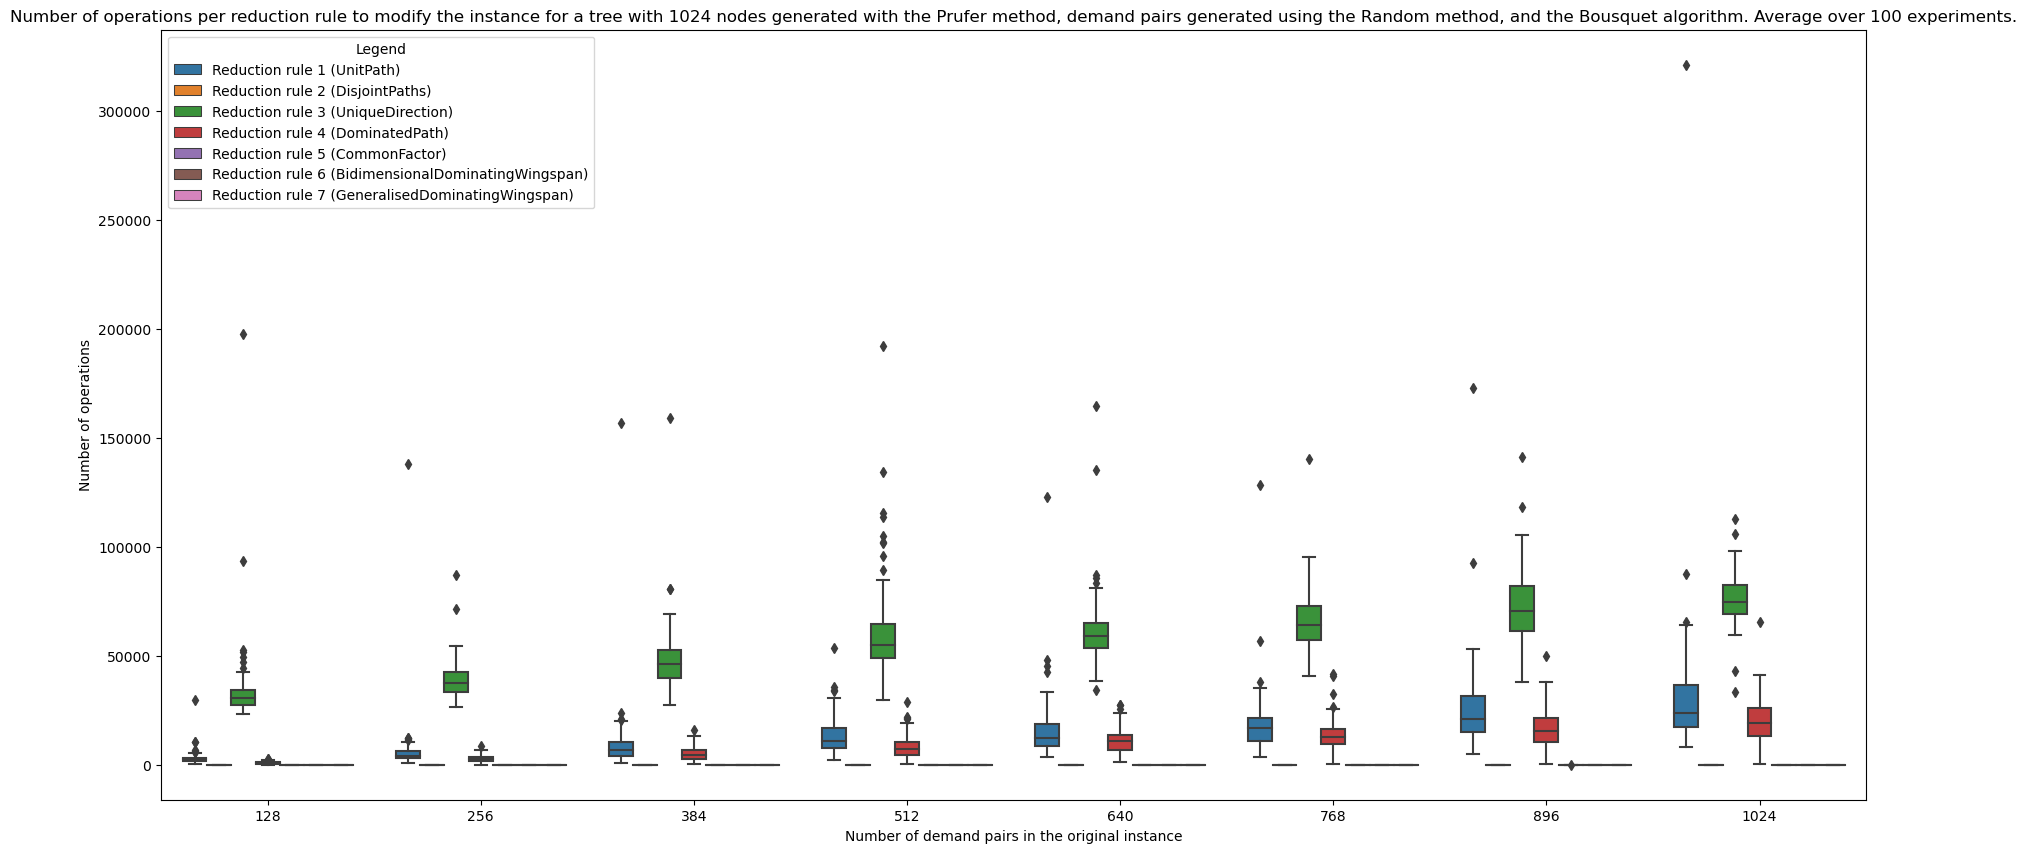 Number of operations per reduction rule to modify the instance for a tree with 1024 nodes generated with the Prufer method, demand pairs generated using the Random method, and the Bousquet algorithm. Average over 100 experiments.
Legend
Reduction rule 1 (UnitPath)
Reduction rule 2 (DisjointPaths)
Reduction rule 3 (UniqueDirection)
Reduction rule 4 (DominatedPath)
Reduction rule 5 (CommonFactor)
Reduction rule 6 (BidimensionalDominatingWingspan)
Reduction rule 7 (GeneralisedDominatingWingspan)
300000
250000
200000
150000
100000
50000
0
Number of operations
128 256 384 512 640 768 896 1024
Number of demand pairs in the original instance